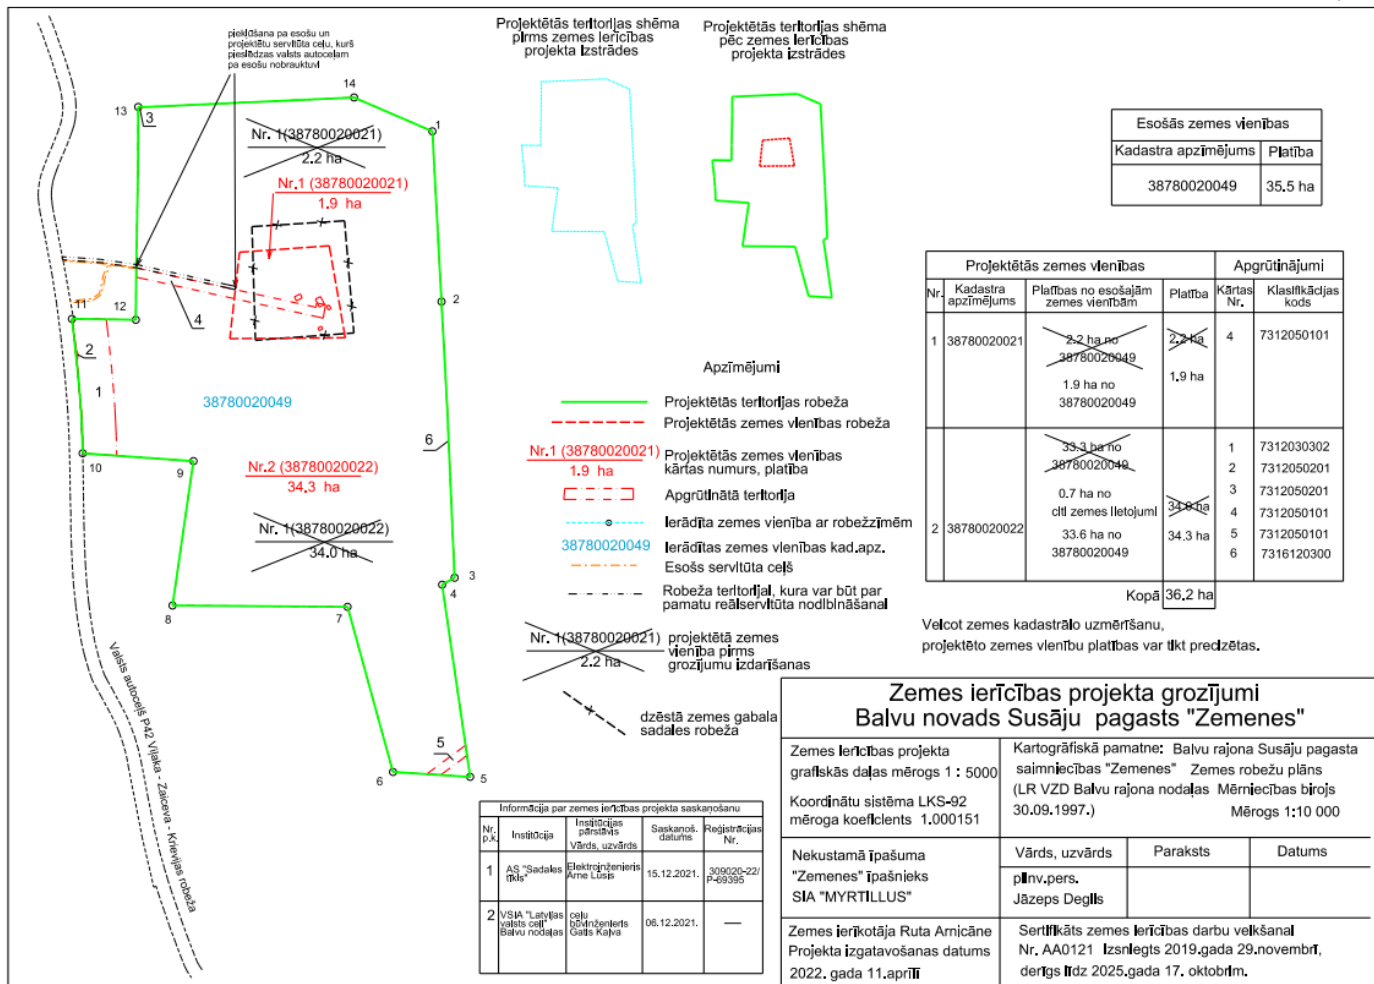 piekļūšana pa esošu un
projektētu servitūta ceļu, kurš
pieslēdzas valsts autoceļam
pa esošu nobrauktuvi
13
3
14
1
Nr. 1(38780020021)
2.2 ha
Nr.1 (38780020021)
1.9 ha
11
12
4
2
2
1
38780020049
6
10
9
Nr.2 (38780020022)
34.3 ha
Nr. 1(38780020022)
34.0 ha
3
4
8
7
5
6
5
Valsts autoceļš P42 Viļaka - Zaiceva - Krievijas robeža
Projektētās teritorijas shēma
pirms zemes ierīcības
projekta izstrādes
Projektētās teritorijas shēma
pēc zemes ierīcības
projekta izstrādes
Esošās zemes vienības
Kadastra apzīmējums Platība
38780020049 35.5 ha
Projektētās zemes vienības Apgrūtinājumi
Nr. Kadastra apzīmējums Platības no esošajām zemes vienībām Platība Kārtas Nr. Klasifikācijas kods
1 38780020021 2.2 ha no 38780020049 2.2 ha 4 7312050101
1.9 ha no 38780020049 1.9 ha
2 38780020022 33.3 ha no 38780020049
0.7 ha no citi zemes lietojumi 34.0 ha
33.6 ha no 38780020049 34.3 ha
1 7312030302
2 7312050201
3 7312050201
4 7312050101
5 7312050101
6 7316120300
Kopā 36.2 ha
Veicot zemes kadastrālo uzmērīšanu,
projektēto zemes vienību platības var tikt precizētas.
Apzīmējumi
Projektētās teritorijas robeža
Projektētās zemes vienības robeža
Nr.1 (38780020021)
1.9 ha
Projektētās zemes vienības
kārtas numurs, platība
Apgrūtinātā teritorija
Ierādīta zemes vienība ar robežzīmēm
38780020049 Ierādītas zemes vienības kad.apz.
Esošs servitūta ceļš
Robeža teritorijai, kura var būt par
pamatu reālservitūta nodibināšanai
Nr. 1(38780020021)
2.2 ha
projektētā zemes
vienība pirms
grozījumu izdarīšanas
dzēstā zemes gabala
sadales robeža
Informācija par zemes ierīcības projekta saskaņošanu
Nr. p.k. Institūcija Institūcijas pārstāvis Vārds, uzvārds Saskaņoš. datums Reģistrācijas Nr.
1 AS "Sadales tīkls" Elektroinženieris Arne Lūsis 15.12.2021. 309020-22/ P-69395
2 VSIA "Latvijas valsts ceļi" Balvu nodaļas ceļu būvinženieris Gatis Kaļva 06.12.2021. —
Zemes ierīcības projekta grozījumi
Balvu novads Susāju pagasts "Zemenes"
Zemes ierīcības projekta
grafiskās daļas mērogs 1 : 5000
Koordinātu sistēma LKS-92
mēroga koeficients 1.000151
Kartogrāfiskā pamatne: Balvu rajona Susāju pagasta
saimniecības "Zemenes" Zemes robežu plāns
(LR VZD Balvu rajona nodaļas Mērniecības birojs
30.09.1997.) Mērogs 1:10 000
Nekustamā īpašuma
"Zemenes" īpašnieks
SIA "MYRTILLUS"
Vārds, uzvārds Paraksts Datums
pilnv.pers.
Jāzeps Deglis
Zemes ierīkotāja Ruta Arnicāne
Projekta izgatavošanas datums
2022. gada 11.aprīlī
Sertifikāts zemes ierīcības darbu veikšanai
Nr. AA0121 Izsniegts 2019.gada 29.novembrī,
derīgs līdz 2025.gada 17. oktobrim.